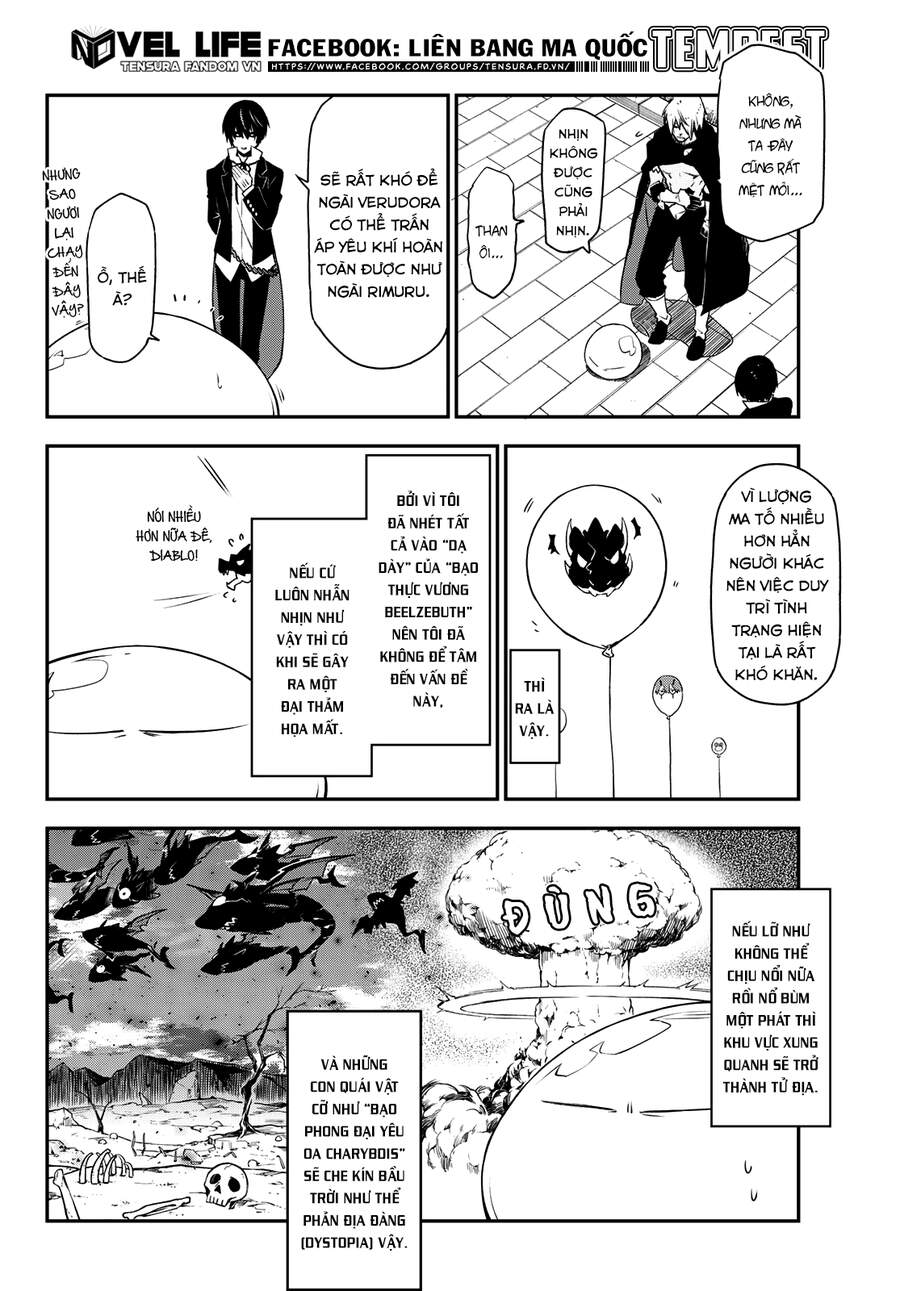 NOVEL LIFE
TENSURA FANDOM VN
FACEBOOK: LIÊN BANG MA QUỐC
TEMPEST
HTTPS://WWW.FACEBOOK.COM/GROUPS/TENSURA.FD.VN/
KHÔNG,
NHƯNG MÀ
TA ĐÂY
CŨNG RẤT
MỆT MỎI...
NHỊN
KHÔNG
ĐƯỢC
CŨNG
PHẢI
NHỊN.
THAN
ÔI...
SẼ RẤT KHÓ ĐỂ
NGÀI VERUDORA
CÓ THỂ TRẤN
ÁP YÊU KHÍ HOÀN
TOÀN ĐƯỢC NHƯ
NGÀI RIMURU.
Ồ, THẾ
À?
NHƯNG
SAO
NGƯƠI
LẠI
CHẠY
ĐẾN
ĐÂY
VẬY?
VÌ LƯỢNG
MA TỐ NHIỀU
HƠN HẲN
NGƯỜI KHÁC
NÊN VIỆC DUY
TRÌ TÌNH
TRẠNG HIỆN
TẠI LÀ RẤT
KHÓ KHĂN.
THÌ
RA LÀ
VẬY.
BỞI VÌ TÔI
ĐÃ NHÉT TẤT
CẢ VÀO "DẠ
DÀY" CỦA "BẠO
THỰC VƯƠNG
BEELZEBUTH"
NÊN TÔI ĐÃ
KHÔNG ĐỂ TÂM
ĐẾN VẤN ĐỀ
NÀY,
NẾU CỨ
LUÔN NHẪN
NHỊN NHƯ
VẬY THÌ CÓ
KHI SẼ GÂY
RA MỘT
ĐẠI THẢM
HỌA MẤT.
NÓI NHIỀU
HƠN NỮA ĐÊ,
DIABLO!
NẾU LỠ NHƯ
KHÔNG THỂ
CHỊU NỔI NỮA
RỒI NỔ BÙM
MỘT PHÁT THÌ
KHU VỰC XUNG
QUANH SẼ TRỞ
THÀNH TỬ ĐỊA.
ĐÙNG
VÀ NHỮNG
CON QUÁI VẬT
CỠ NHƯ "BẠO
PHONG ĐẠI YÊU
OA CHARYBDIS"
SẼ CHE KÍN BẦU
TRỜI NHƯ THỂ
PHẢN ĐỊA ĐÀNG
(DYSTOPIA) VẬY.